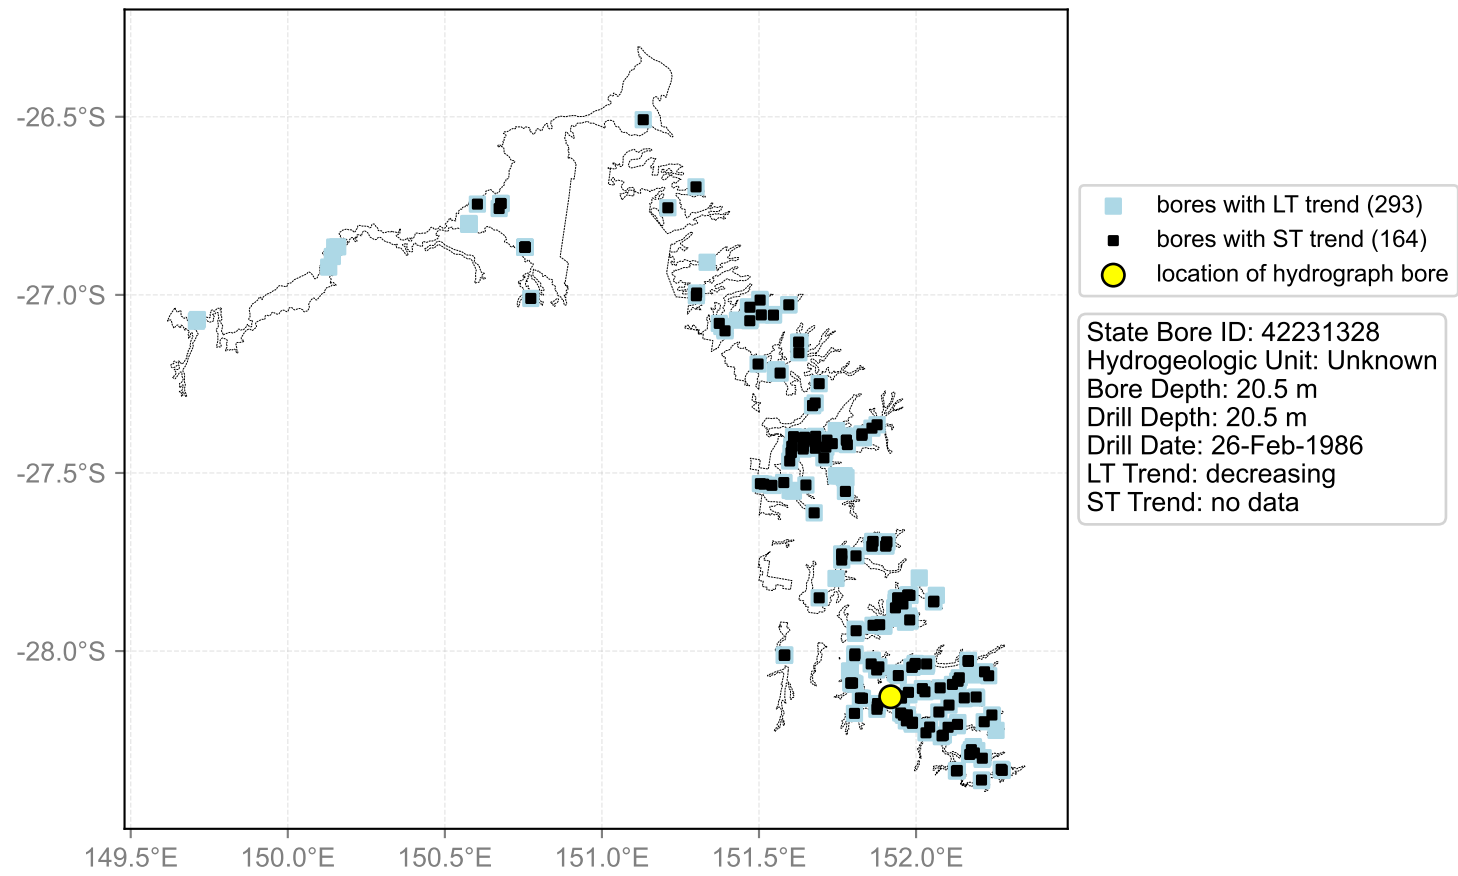 -26.5°S
-27.0°S
-27.5°S
-28.0°S
149.5°E 150.0°E 150.5°E 151.0°E 151.5°E 152.0°E
bores with LT trend (293)
bores with ST trend (164)
location of hydrograph bore
State Bore ID: 42231328
Hydrogeologic Unit: Unknown
Bore Depth: 20.5 m
Drill Depth: 20.5 m
Drill Date: 26-Feb-1986
LT Trend: decreasing
ST Trend: no data